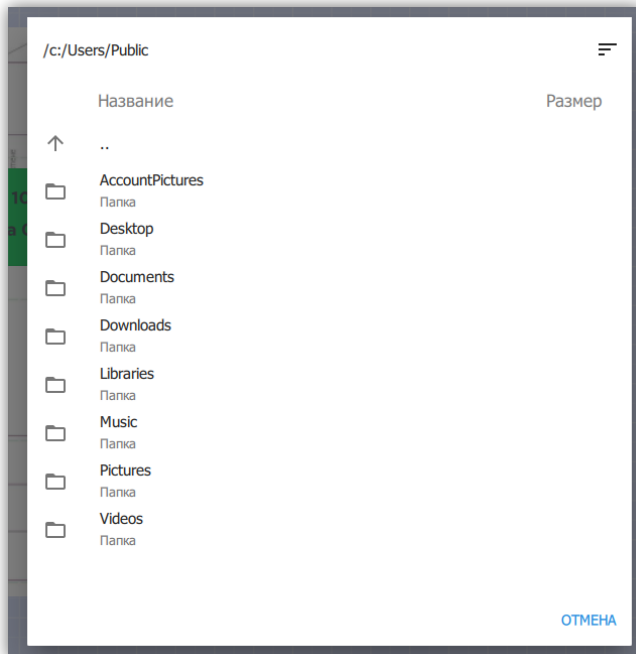 /c:/Users/Public
Название Размер
..
AccountPictures
Папка
Desktop
Папка
Documents
Папка
Downloads
Папка
Libraries
Папка
Music
Папка
Pictures
Папка
Videos
Папка
ОТМЕНА